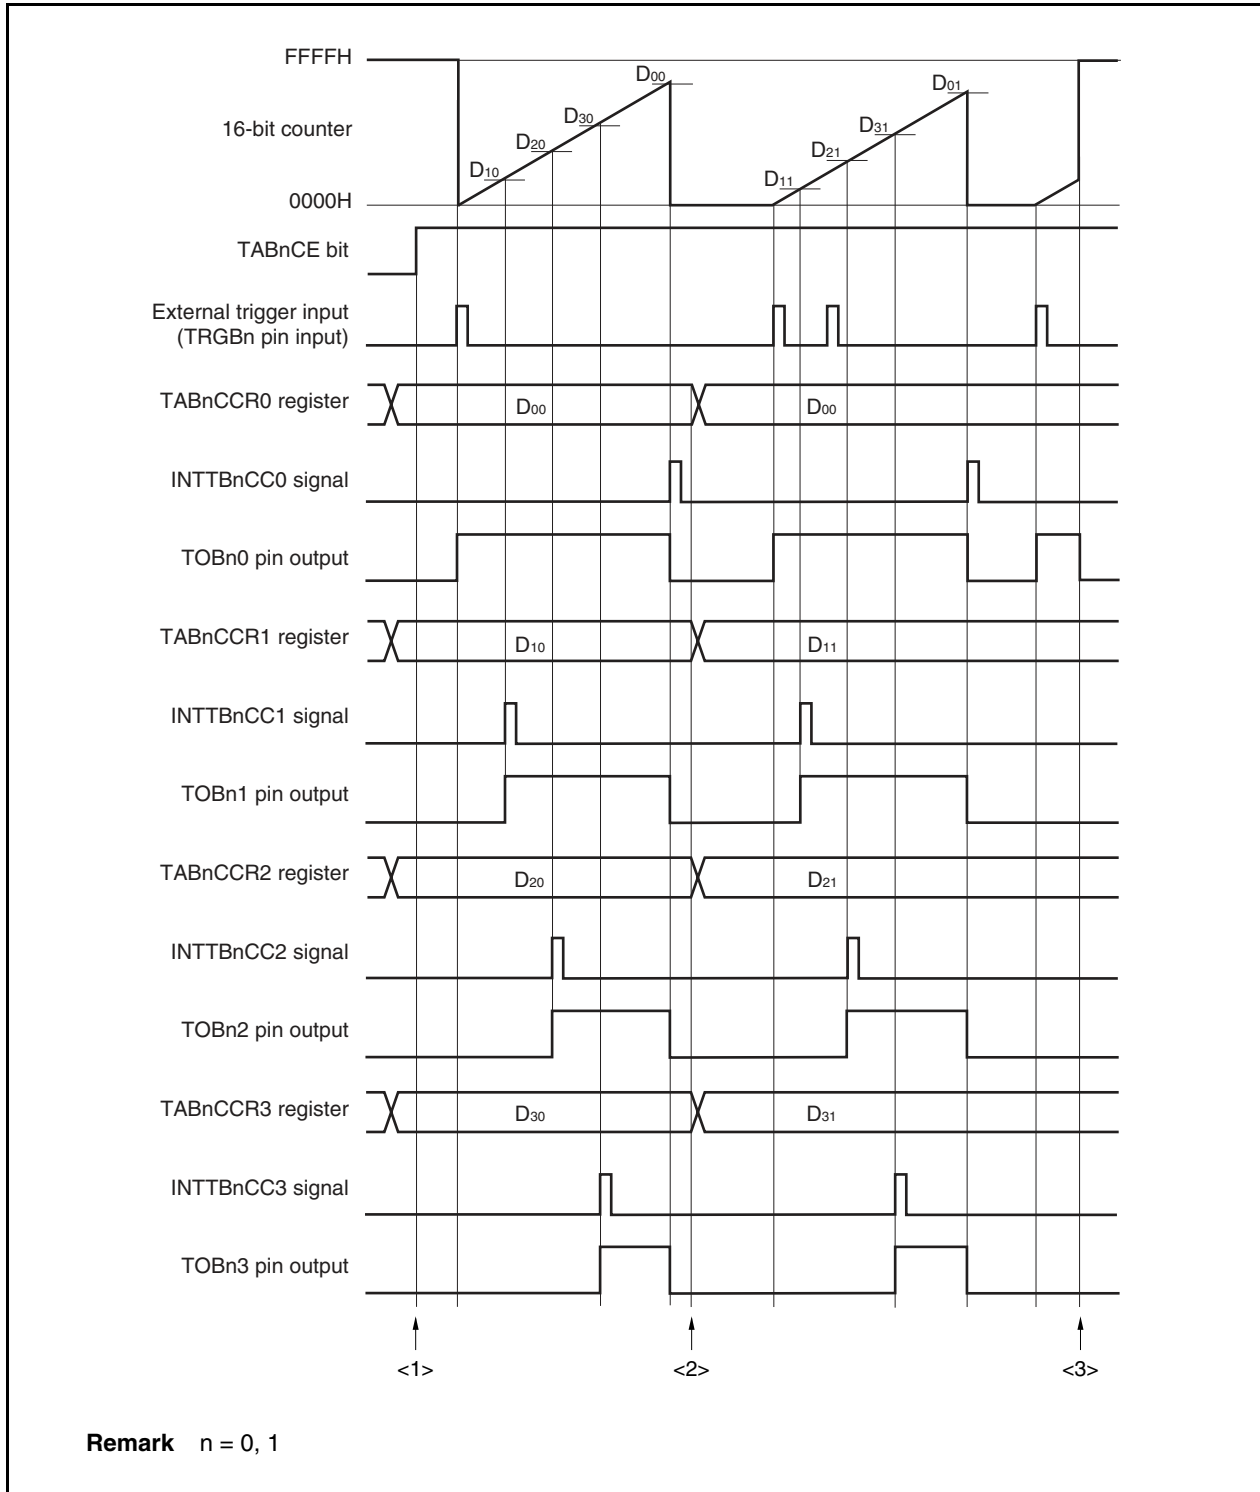 FFFFH
D00
D01
D30
D31
16-bit counter
D20
D21
D10
D11
0000H
TABnCE bit
External trigger input
(TRGBn pin input)
TABnCCR0 register
D00
D00
INTTBnCC0 signal
TOBn0 pin output
TABnCCR1 register
D10
D11
INTTBnCC1 signal
TOBn1 pin output
TABnCCR2 register
D20
D21
INTTBnCC2 signal
TOBn2 pin output
TABnCCR3 register
D30
D31
INTTBnCC3 signal
TOBn3 pin output
<1>
<2>
<3>
Remark n = 0, 1